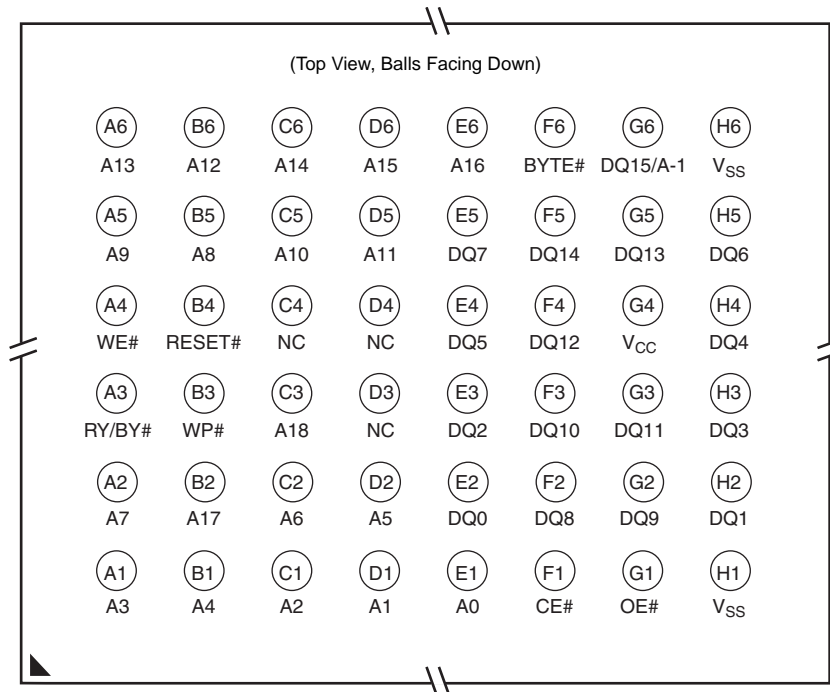 (Top View, Balls Facing Down)
A6 B6 C6 D6 E6 F6 G6 H6
A13 A12 A14 A15 A16 BYTE# DQ15/A-1 VSS
A5 B5 C5 D5 E5 F5 G5 H5
A9 A8 A10 A11 DQ7 DQ14 DQ13 DQ6
A4 B4 C4 D4 E4 F4 G4 H4
WE# RESET# NC NC DQ5 DQ12 VCC DQ4
A3 B3 C3 D3 E3 F3 G3 H3
RY/BY# WP# A18 NC DQ2 DQ10 DQ11 DQ3
A2 B2 C2 D2 E2 F2 G2 H2
A7 A17 A6 A5 DQ0 DQ8 DQ9 DQ1
A1 B1 C1 D1 E1 F1 G1 H1
A3 A4 A2 A1 A0 CE# OE# VSS